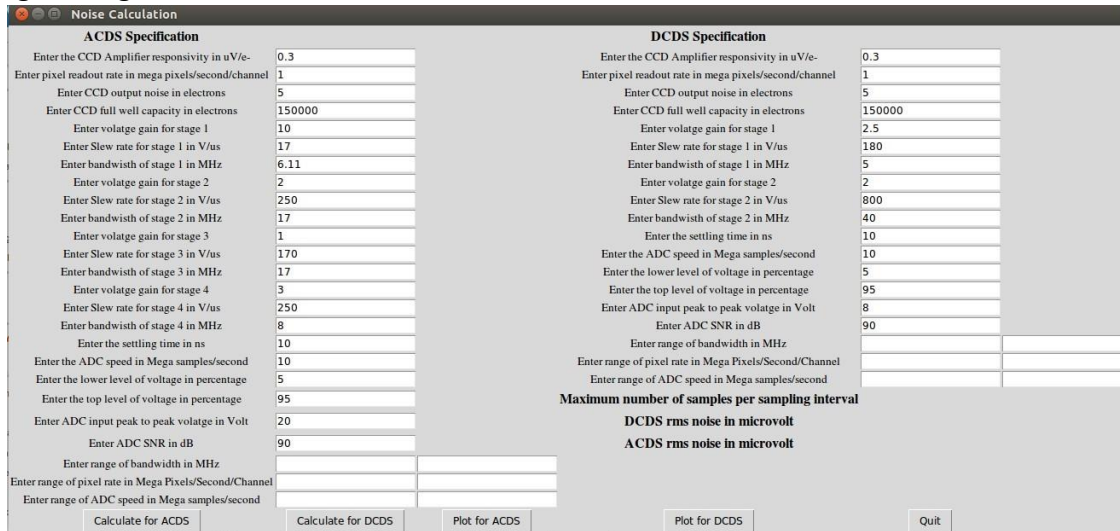 Noise Calculation
ACDS Specification
Enter the CCD Amplifier responsivity in uV/e- 0.3
Enter pixel readout rate in mega pixels/second/channel 1
Enter CCD output noise in electrons 5
Enter CCD full well capacity in electrons 150000
Enter volatge gain for stage 1 10
Enter Slew rate for stage 1 in V/us 17
Enter bandwisth of stage 1 in MHz 6.11
Enter volatge gain for stage 2 2
Enter Slew rate for stage 2 in V/us 250
Enter bandwisth of stage 2 in MHz 17
Enter volatge gain for stage 3 1
Enter Slew rate for stage 3 in V/us 170
Enter bandwisth of stage 3 in MHz 17
Enter volatge gain for stage 4 3
Enter Slew rate for stage 4 in V/us 250
Enter bandwisth of stage 4 in MHz 8
Enter the settling time in ns 10
Enter the ADC speed in Mega samples/second 10
Enter the lower level of voltage in percentage 5
Enter the top level of voltage in percentage 95
Enter ADC input peak to peak volatge in Volt 20
Enter ADC SNR in dB 90
Enter range of bandwidth in MHz
Enter range of pixel rate in Mega Pixels/Second/Channel
Enter range of ADC speed in Mega samples/second
DCDS Specification
Enter the CCD Amplifier responsivity in uV/e- 0.3
Enter pixel readout rate in mega pixels/second/channel 1
Enter CCD output noise in electrons 5
Enter CCD full well capacity in electrons 150000
Enter volatge gain for stage 1 2.5
Enter Slew rate for stage 1 in V/us 180
Enter bandwisth of stage 1 in MHz 5
Enter volatge gain for stage 2 2
Enter Slew rate for stage 2 in V/us 800
Enter bandwisth of stage 2 in MHz 40
Enter the settling time in ns 10
Enter the ADC speed in Mega samples/second 10
Enter the lower level of voltage in percentage 5
Enter the top level of voltage in percentage 95
Enter ADC input peak to peak volatge in Volt 8
Enter ADC SNR in dB 90
Enter range of bandwidth in MHz
Enter range of pixel rate in Mega Pixels/Second/Channel
Enter range of ADC speed in Mega samples/second
Maximum number of samples per sampling interval
DCDS rms noise in microvolt
ACDS rms noise in microvolt
Calculate for ACDS Calculate for DCDS Plot for ACDS Plot for DCDS Quit